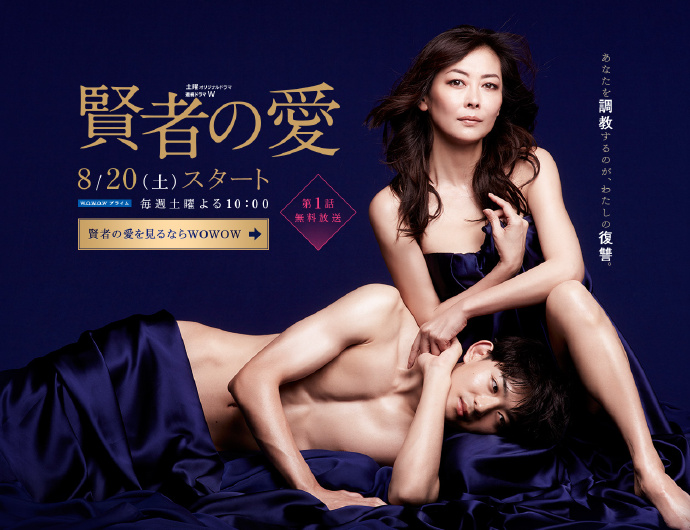 土曜オリジナルドラマ
連続ドラマW
賢者の愛
8/20(土)スタート
WOWOWプライム 毎週土曜よる10:00
第1話
無料放送
賢者の愛を見るならWOWOW
あなたを調教するのが、わたしの復讐。